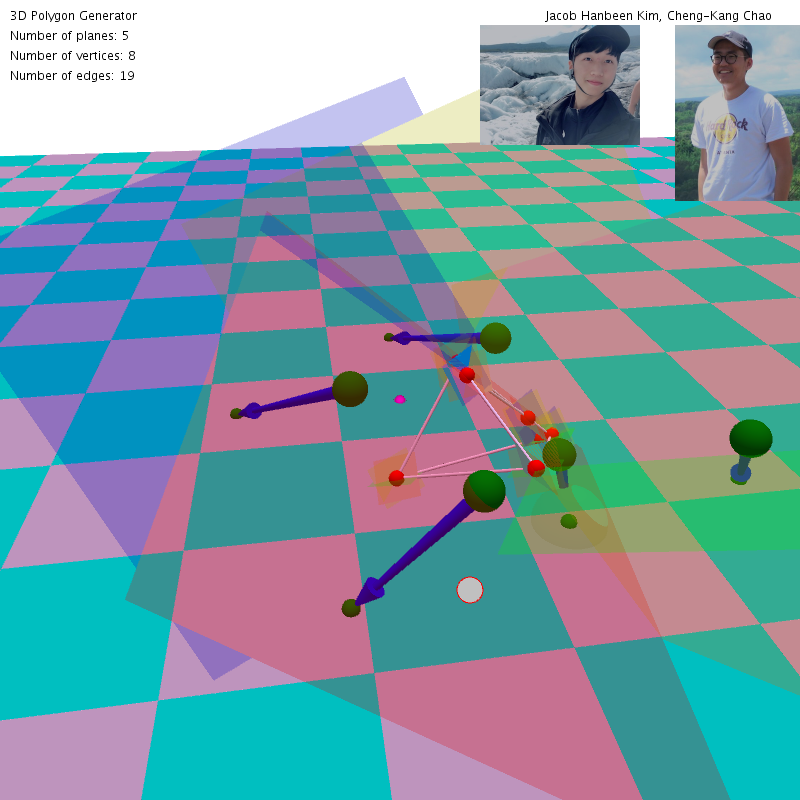 3D Polygon Generator
Jacob Hanbeen Kim, Cheng-Kang Chao
Number of planes: 5
Number of vertices: 8
Number of edges: 19